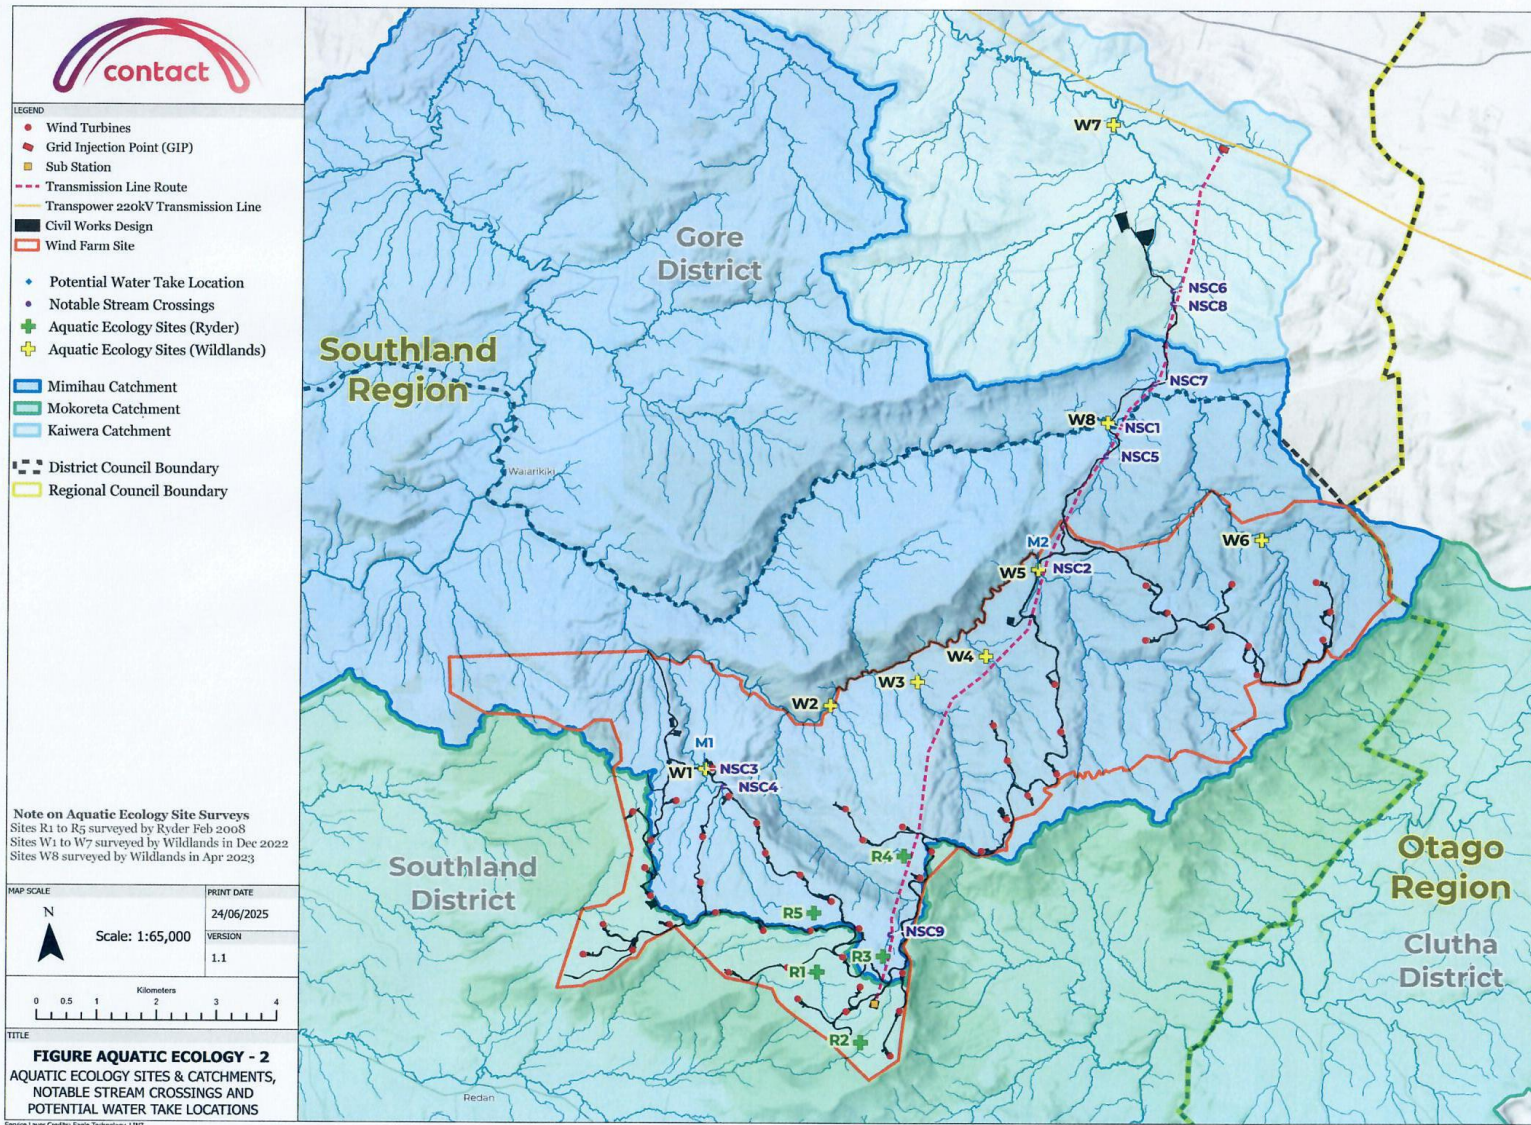 contact
LEGEND
Wind Turbines
Grid Injection Point (GIP)
Sub Station
Transmission Line Route
Transpower 220kV Transmission Line
Civil Works Design
Wind Farm Site
Potential Water Take Location
Notable Stream Crossings
Aquatic Ecology Sites (Ryder)
Aquatic Ecology Sites (Wildlands)
Mimihau Catchment
Mokoreta Catchment
Kaiwera Catchment
District Council Boundary
Regional Council Boundary
Note on Aquatic Ecology Site Surveys
Sites R1 to R5 surveyed by Ryder Feb 2008
Sites W1 to W7 surveyed by Wildlands in Dec 2022
Sites W8 surveyed by Wildlands in Apr 2023
MAP SCALE
N
Scale: 1:65,000
PRINT DATE
24/06/2025
VERSION
1.1
Kilometers
0 0.5 1 2 3 4
TITLE
FIGURE AQUATIC ECOLOGY - 2
AQUATIC ECOLOGY SITES & CATCHMENTS,
NOTABLE STREAM CROSSINGS AND
POTENTIAL WATER TAKE LOCATIONS
Service Layer Credits: Eagle Technology, LINZ
W7
Gore
District
NSC6
NSC8
Southland
Region
NSC7
W8
NSC1
NSC5
Waiarikiki
M2
W6
W5
NSC2
W4
W3
W2
M1
W1
NSC3
NSC4
Southland
District
R4
Otago
Region
R5
NSC9
Clutha
District
R3
R1
R2
Redan